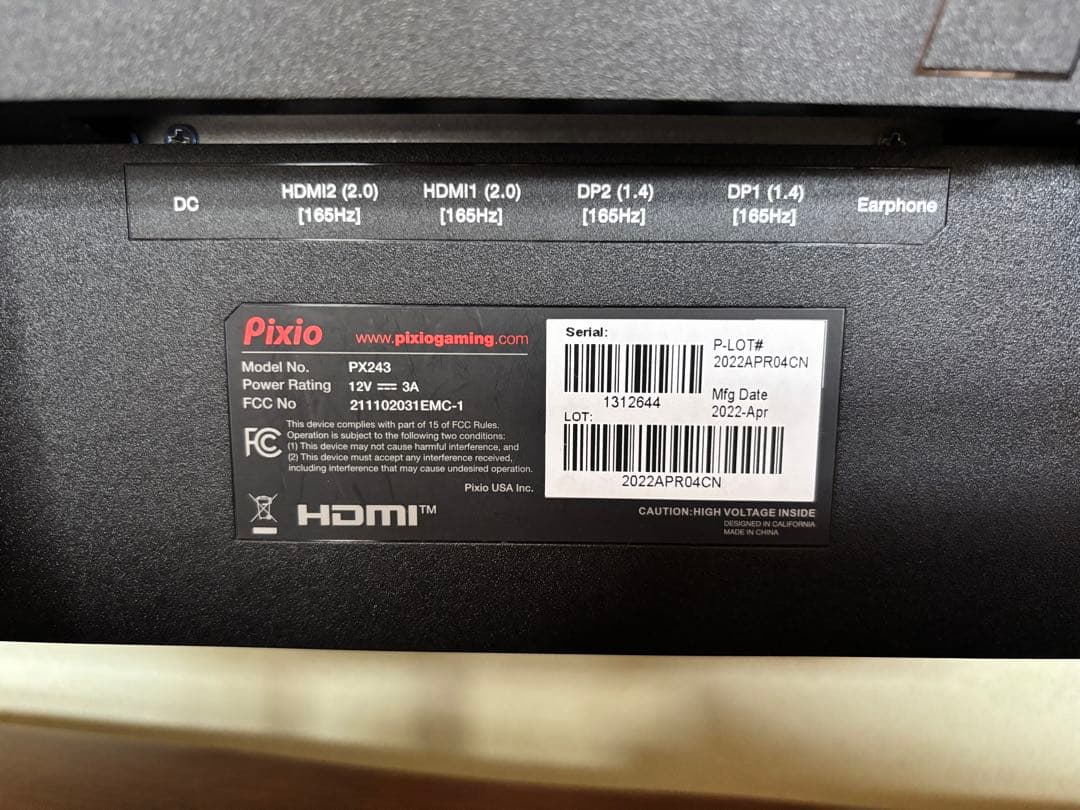 DC
HDMI2 (2.0)
[165Hz]
HDMI1 (2.0)
[165Hz]
DP2 (1.4)
[165Hz]
DP1 (1.4)
[165Hz]
Earphone
Pixio www.pixiogaming.com
Model No. PX243
Power Rating 12V ⎓ 3A
FCC No 211102031EMC-1
FC
This device complies with part of 15 of FCC Rules.
Operation is subject to the following two conditions:
(1) This device may not cause harmful interference, and
(2) This device must accept any interference received,
including interference that may cause undesired operation.
Pixio USA Inc.
HDMI™
Serial:
1312644
LOT:
2022APR04CN
P-LOT#
2022APR04CN
Mfg Date
2022-Apr
CAUTION:HIGH VOLTAGE INSIDE
DESIGNED IN CALIFORNIA
MADE IN CHINA